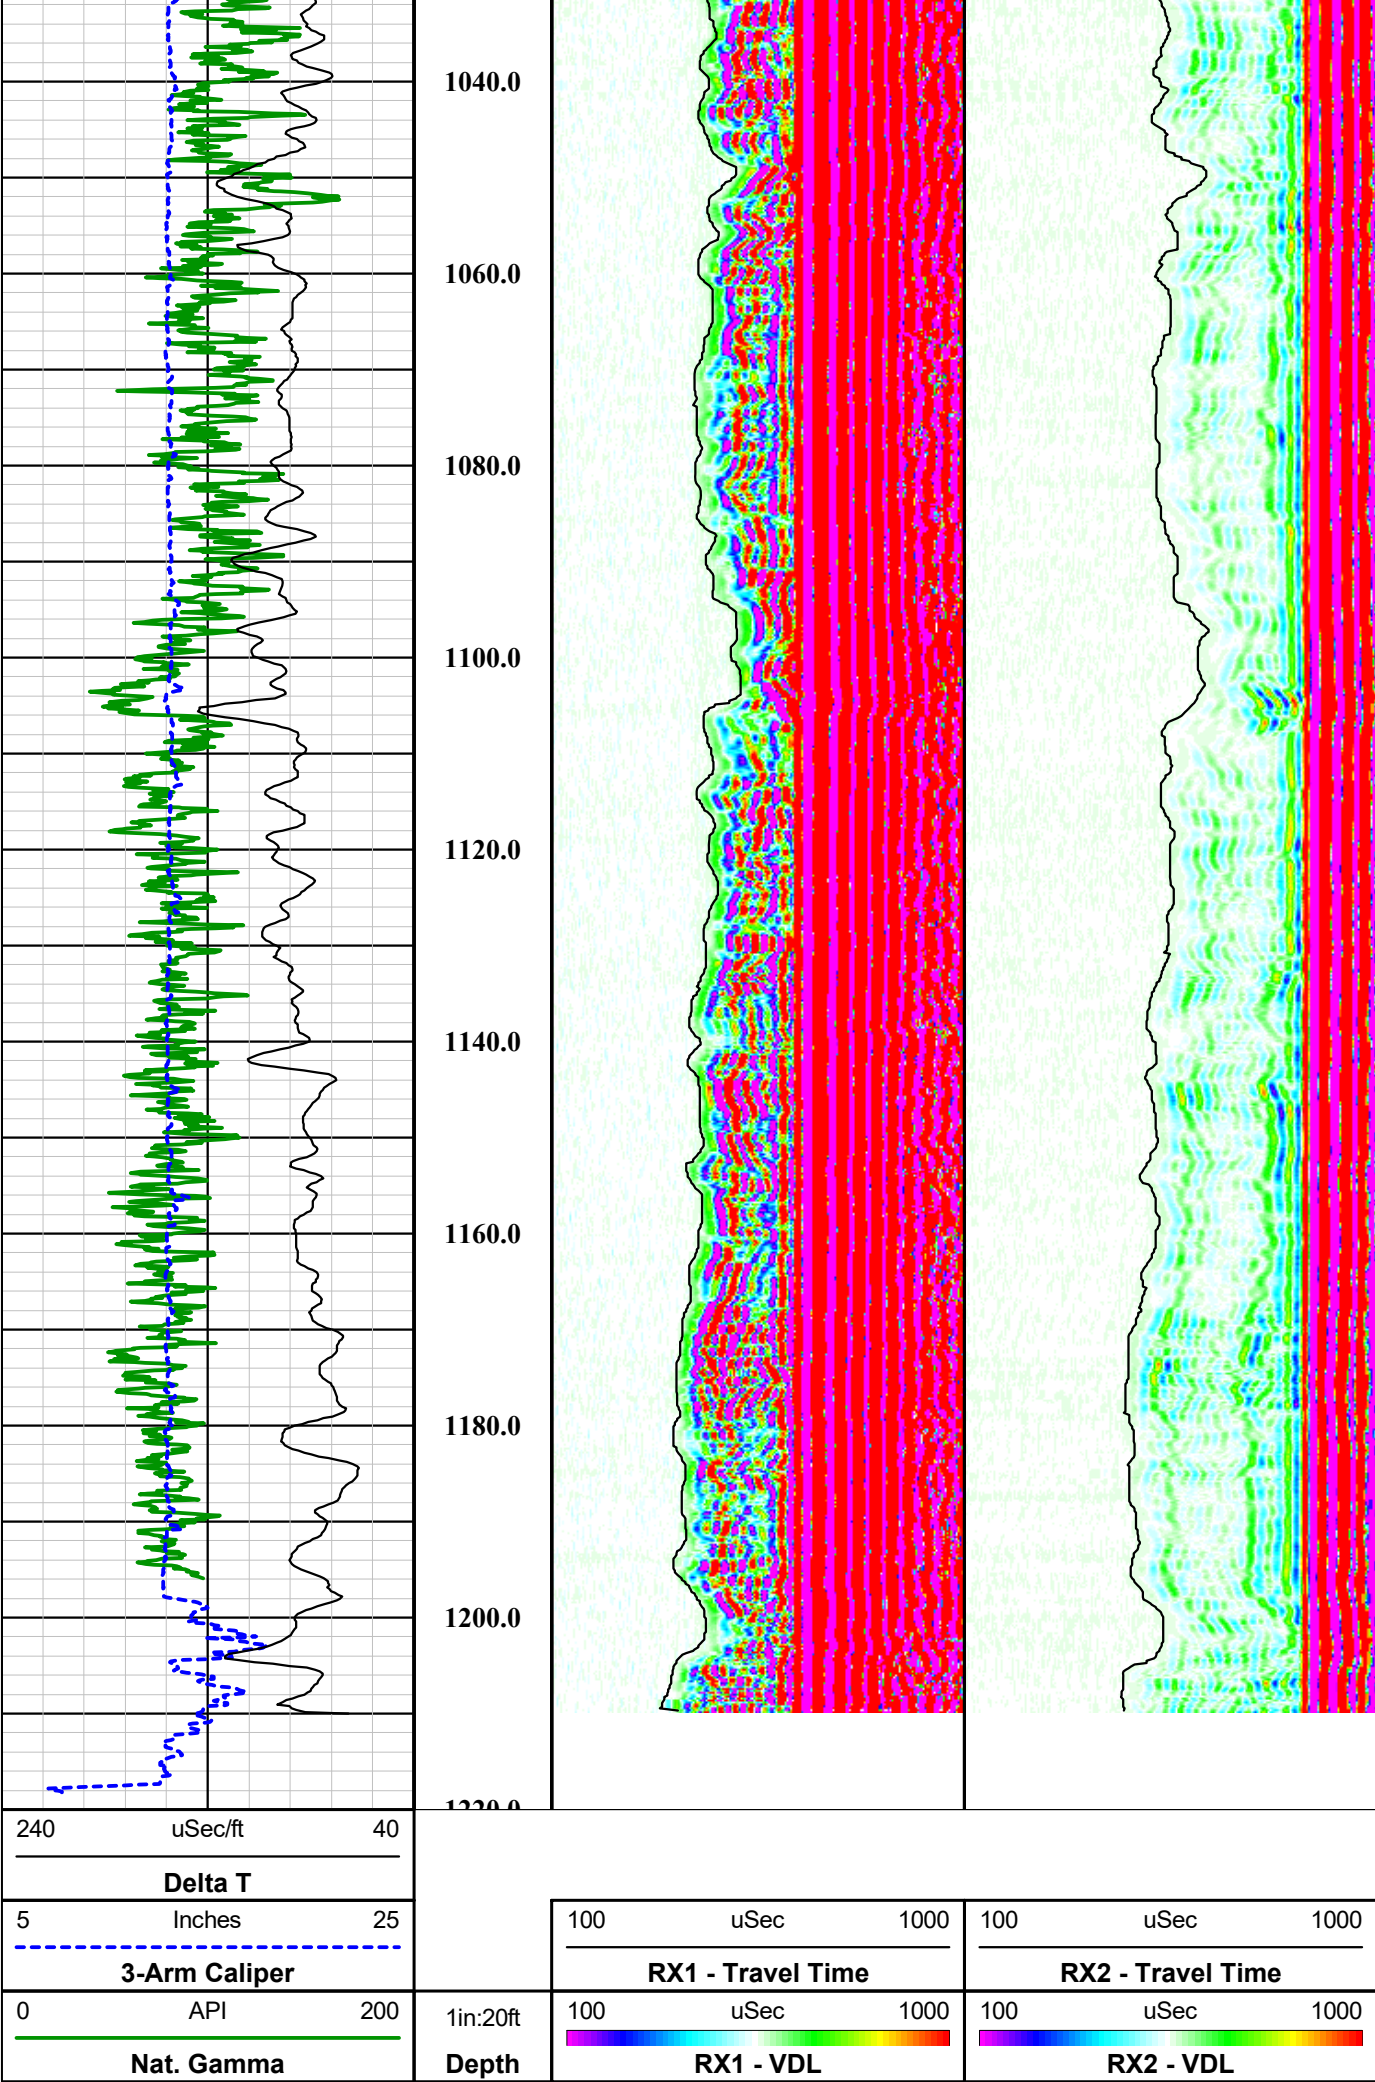 1040.0
1060.0
1080.0
1100.0
1120.0
1140.0
1160.0
1180.0
1200.0
1220.0
240 uSec/ft 40
Delta T
5 Inches 25
3-Arm Caliper
0 API 200
Nat. Gamma
1in:20ft
Depth
100 uSec 1000
RX1 - Travel Time
100 uSec 1000
RX1 - VDL
100 uSec 1000
RX2 - Travel Time
100 uSec 1000
RX2 - VDL